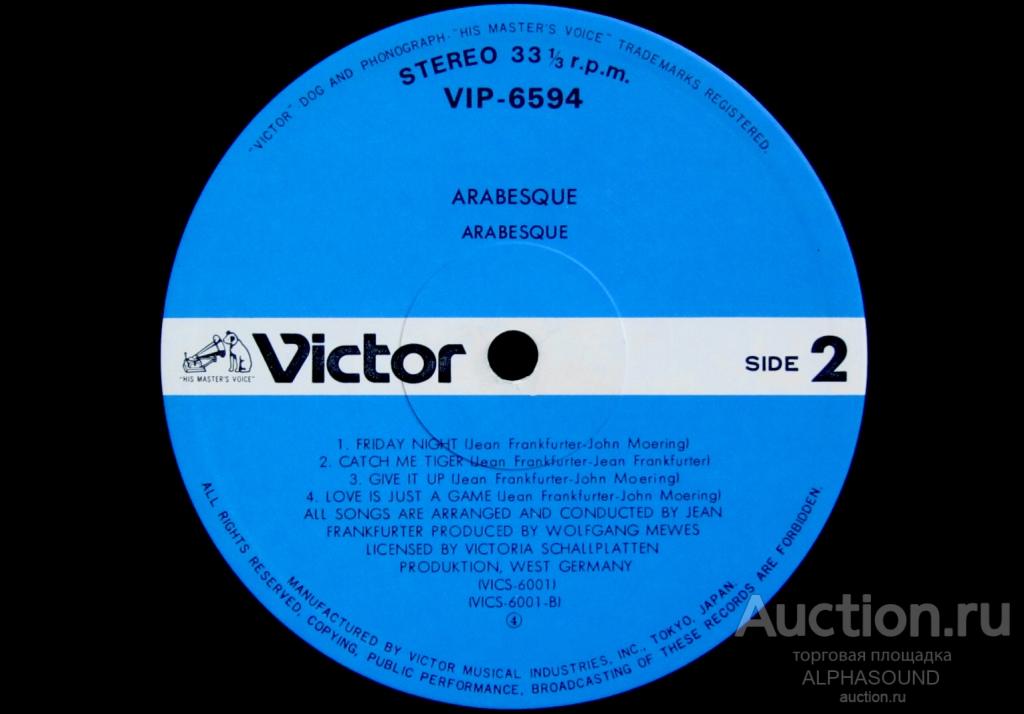 "VICTOR" DOG AND PHONOGRAPH-"HIS MASTER'S VOICE" TRADEMARKS REGISTERED.
STEREO 33 1/3 r.p.m.
VIP-6594
ARABESQUE
ARABESQUE
"HIS MASTER'S VOICE"
Victor
SIDE 2
1. FRIDAY NIGHT (Jean Frankfurter-John Moering)
2. CATCH ME TIGER (Jean Frankfurter-Jean Frankfurter)
3. GIVE IT UP (Jean Frankfurter-John Moering)
4. LOVE IS JUST A GAME (Jean Frankfurter-John Moering)
ALL SONGS ARE ARRANGED AND CONDUCTED BY JEAN
FRANKFURTER PRODUCED BY WOLFGANG MEWES
LICENSED BY VICTORIA SCHALLPLATTEN
PRODUKTION, WEST GERMANY
(VICS-6001)
(VICS-6001-B)
④
MANUFACTURED BY VICTOR MUSICAL INDUSTRIES, INC., TOKYO, JAPAN.
ALL RIGHTS RESERVED, COPYING, PUBLIC PERFORMANCE, BROADCASTING OF THESE RECORDS ARE FORBIDDEN.
Auction.ru
торговая площадка
ALPHASOUND
auction.ru